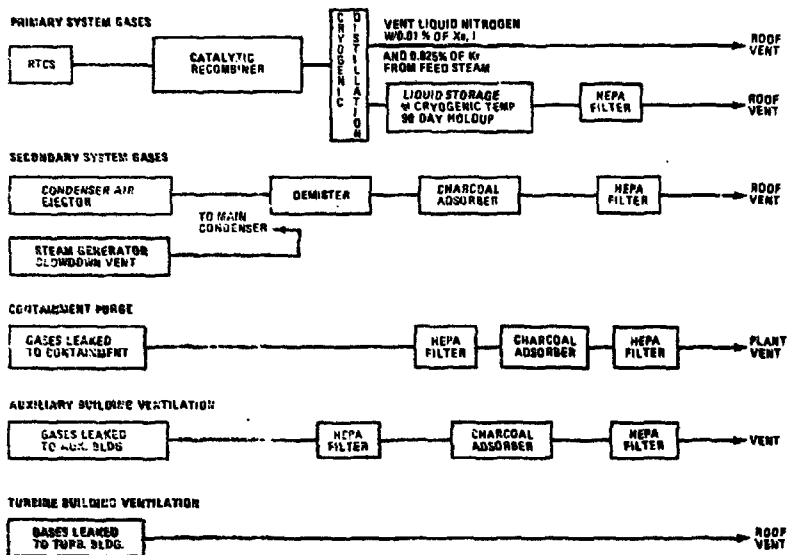 PRIMARY SYSTEM GASES
RTCS
CATALYTIC
RECOMBINER
CRYOGENIC
DISTILLATION
VENT LIQUID NITROGEN
W/0.01 % OF Xe, I
AND 0.025% OF Kr
FROM FEED STEAM
ROOF
VENT
LIQUID STORAGE
CRYOGENIC TEMP
90 DAY HOLDUP
HEPA
FILTER
ROOF
VENT
SECONDARY SYSTEM GASES
CONDENSER AIR
EJECTOR
DEMISTER
CHARCOAL
ADSORBER
HEPA
FILTER
ROOF
VENT
TO MAIN
CONDENSER
STEAM GENERATOR
BLOWDOWN VENT
CONTAINMENT PURGE
GASES LEAKED
TO CONTAINMENT
HEPA
FILTER
CHARCOAL
ADSORBER
HEPA
FILTER
PLANT
VENT
AUXILIARY BUILDING VENTILATION
GASES LEAKED
TO AUX. BLDG
HEPA
FILTER
CHARCOAL
ADSORBER
HEPA
FILTER
VENT
TURBINE BUILDING VENTILATION
GASES LEAKED
TO TURB. BLDG.
ROOF
VENT